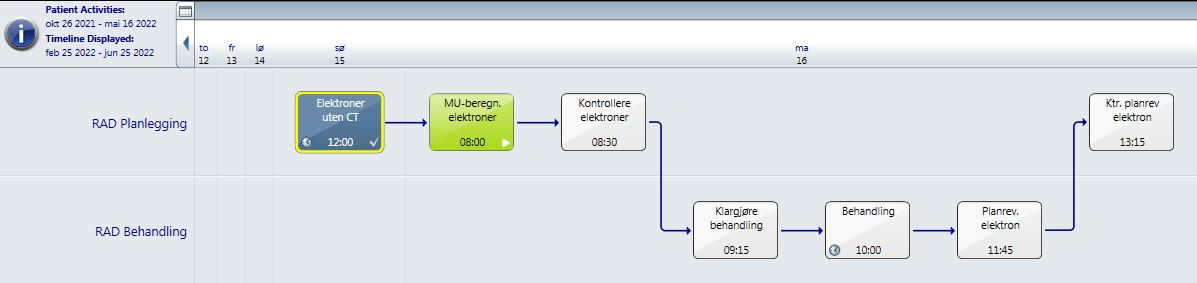 Patient Activities:
okt 26 2021 - mai 16 2022
Timeline Displayed:
feb 25 2022 - jun 25 2022
to fr lø sø ma
12 13 14 15 16
RAD Planlegging
Elektroner
uten CT
12:00
MU-beregn.
elektroner
08:00
Kontrollere
elektroner
08:30
Ktr. planrev
elektron
13:15
RAD Behandling
Klargjøre
behandling
09:15
Behandling
10:00
Planrev.
elektron
11:45